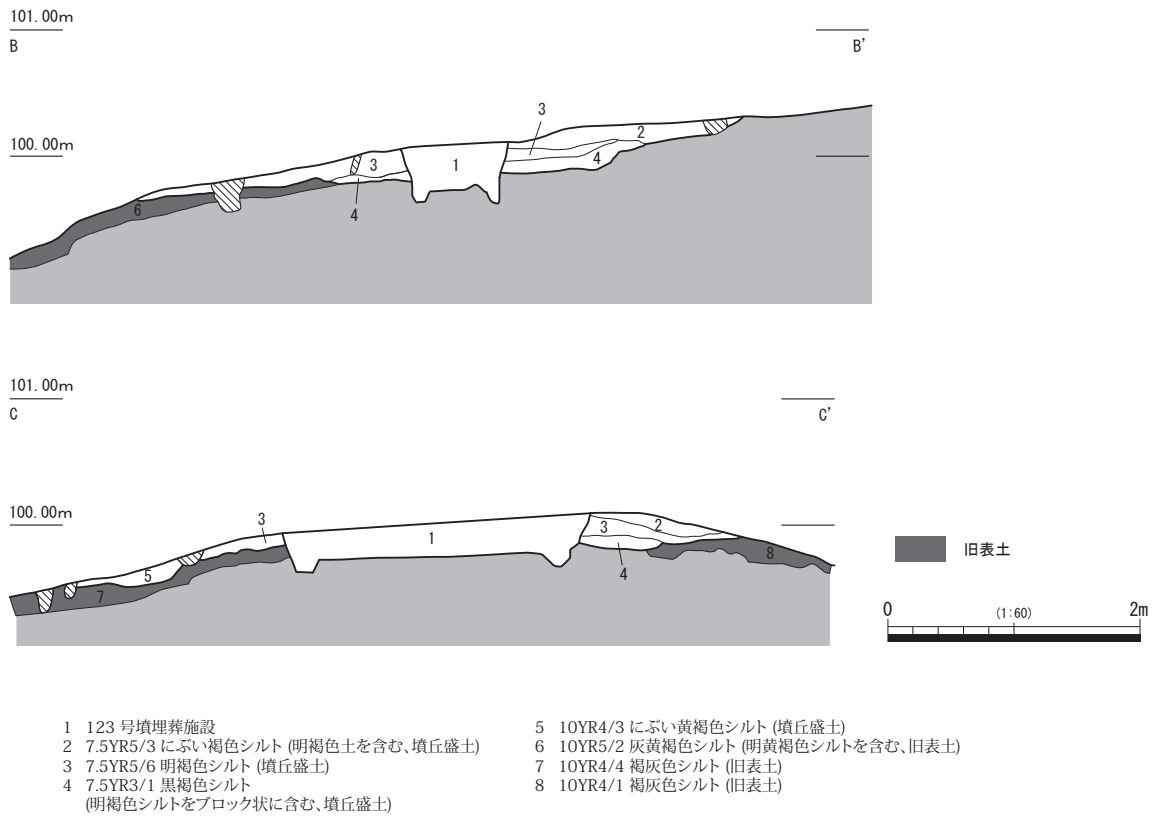 101.00m
B
B’
3
2
100.00m
3
1
4
4
6
101.00m
C
C’
100.00m
3
3
2
1
8
旧表土
5
4
7
0
(1:60)
2m
1 123 号墳埋葬施設
2 7.5YR5/3 にぶい褐色シルト (明褐色土を含む、墳丘盛土)
3 7.5YR5/6 明褐色シルト (墳丘盛土)
4 7.5YR3/1 黒褐色シルト
(明褐色シルトをブロック状に含む、墳丘盛土)
5 10YR4/3 にぶい黄褐色シルト (墳丘盛土)
6 10YR5/2 灰黄褐色シルト (明黄褐色シルトを含む、旧表土)
7 10YR4/4 褐灰色シルト (旧表土)
8 10YR4/1 褐灰色シルト (旧表土)